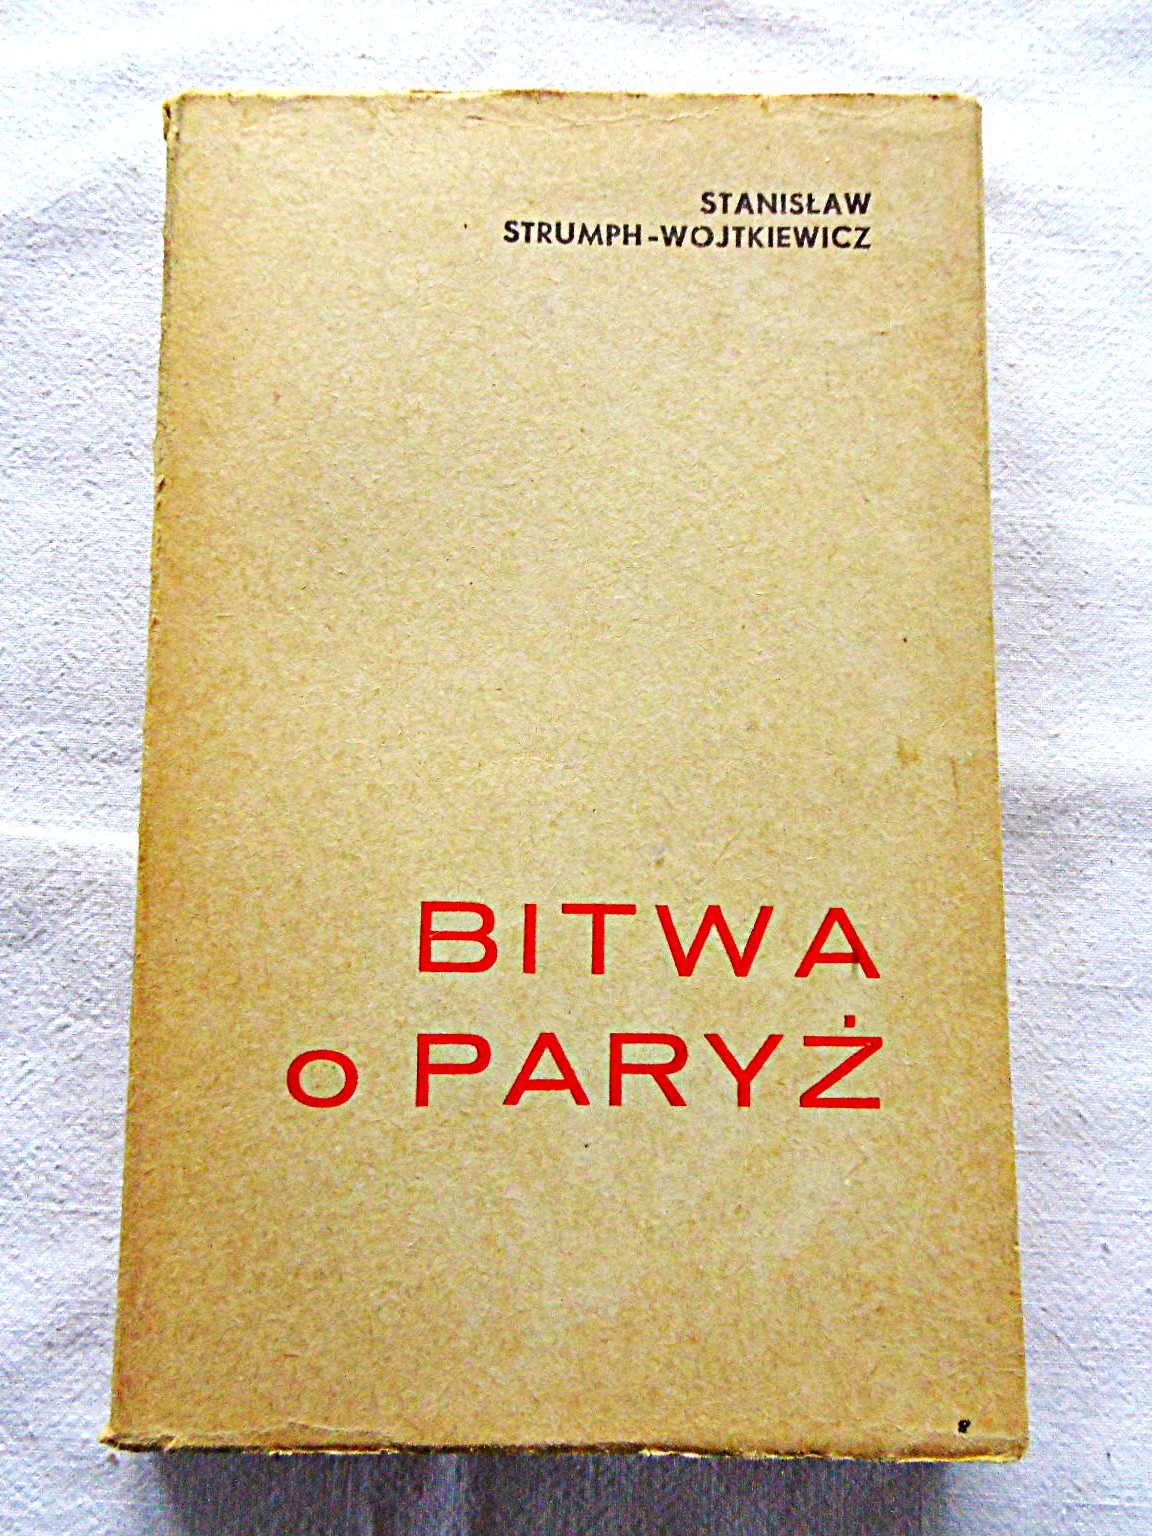 STANISŁAW
STRUMPH-WOJTKIEWICZ
BITWA
o PARYŻ